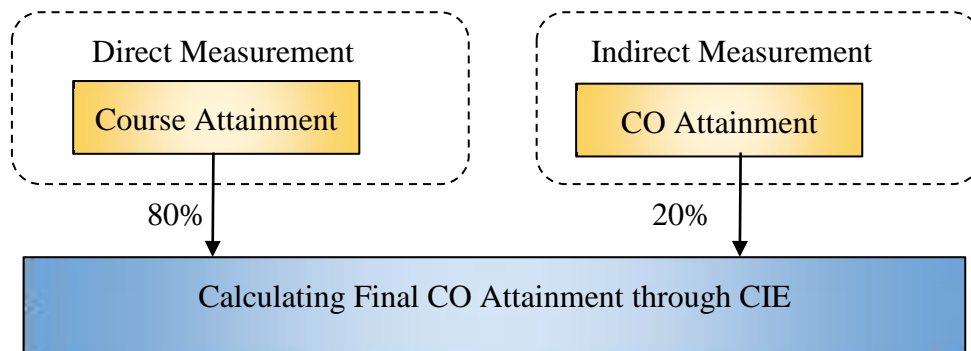 Direct Measurement
Course Attainment
80%
Indirect Measurement
CO Attainment
20%
Calculating Final CO Attainment through CIE